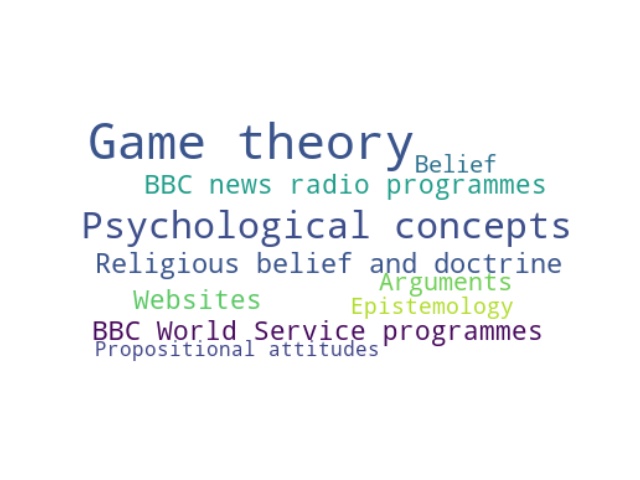 Game theory
Belief
BBC news radio programmes
Psychological concepts
Religious belief and doctrine
Arguments
Websites
Epistemology
BBC World Service programmes
Propositional attitudes